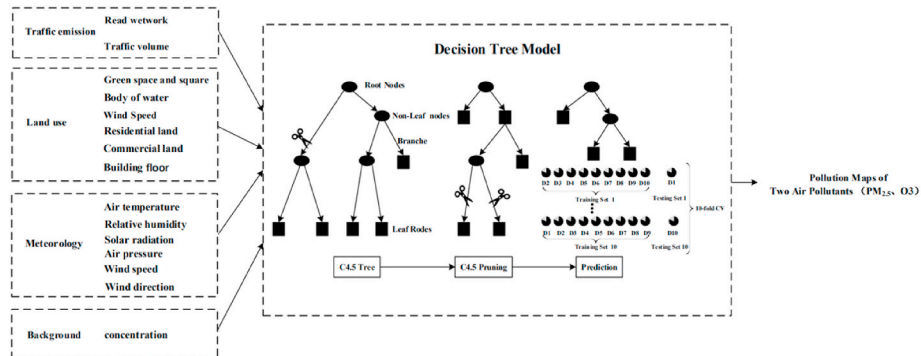 Traffic emission
Read wetwork
Traffic volume
Land use
Green space and square
Body of water
Wind Speed
Residential land
Commercial land
Building floor
Meteorology
Air temperature
Relative humidity
Solar radiation
Air pressure
Wind speed
Wind direction
Background
concentration
Decision Tree Model
Root Nodes
Non-Leaf nodes
Branche
Leaf Rodes
D2 D3 D4 D5 D6 D7 D8 D9 D10
D1
Training Set 1
Testing Set 1
10-fold CV
D1 D2 D3 D4 D5 D6 D7 D8 D9
D10
Training Set 10
Testing Set 10
C4.5 Tree
C4.5 Pruning
Prediction
Pollution Maps of
Two Air Pollutants （PM2.5、O3）